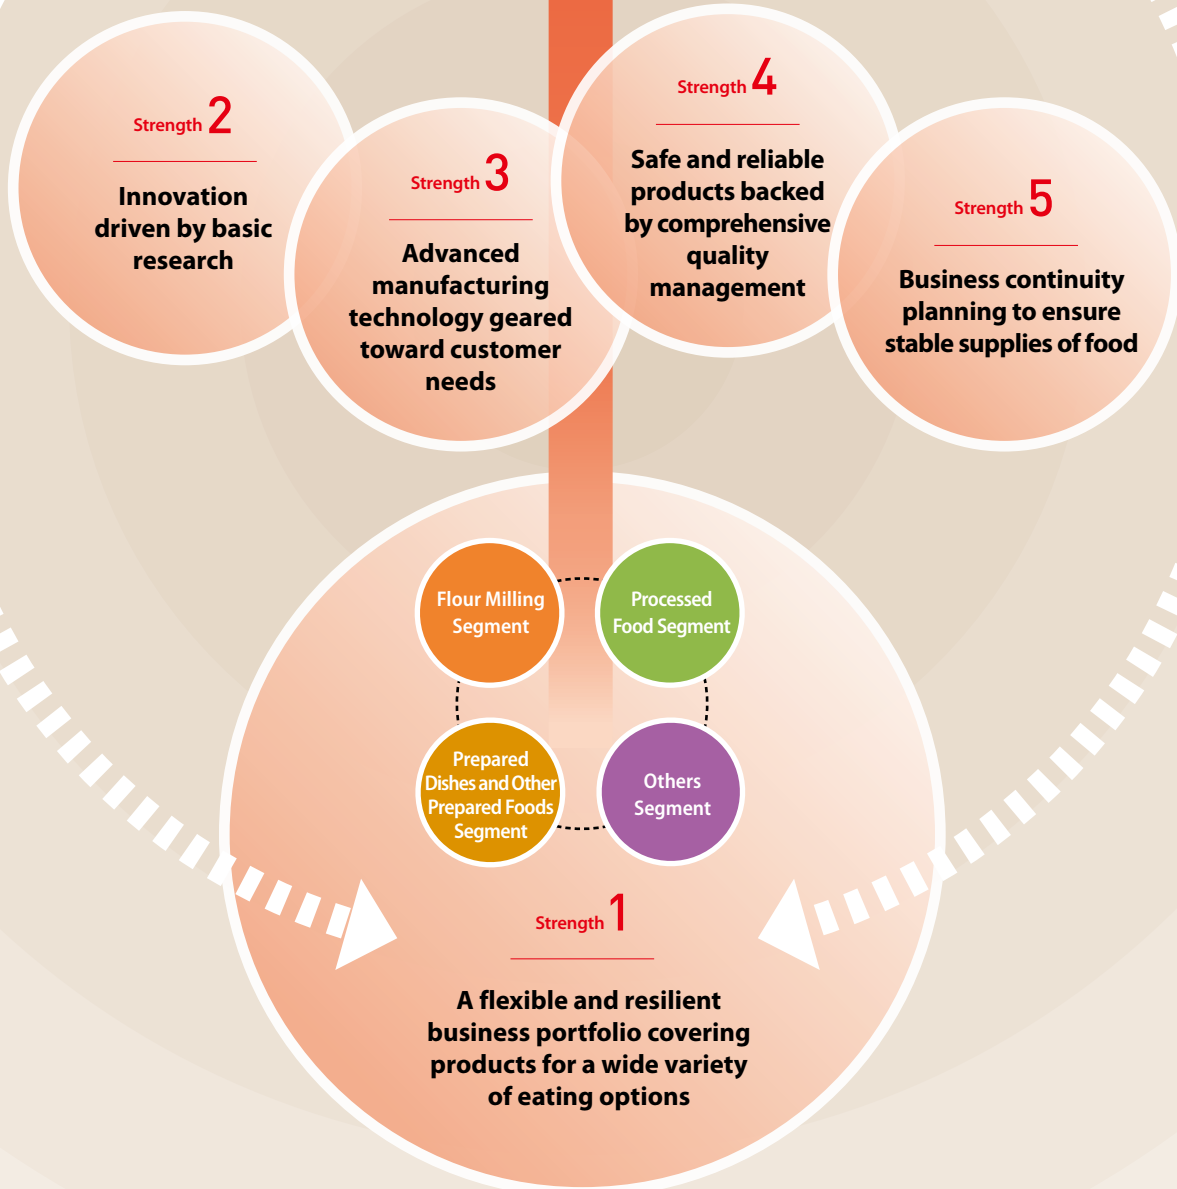 Strength 2
Innovation
driven by basic
research
Strength 3
Advanced
manufacturing
technology geared
toward customer
needs
Strength 4
Safe and reliable
products backed
by comprehensive
quality
management
Strength 5
Business continuity
planning to ensure
stable supplies of food
Flour Milling
Segment
Processed
Food Segment
Prepared
Dishes and Other
Prepared Foods
Segment
Others
Segment
Strength 1
A flexible and resilient
business portfolio covering
products for a wide variety
of eating options